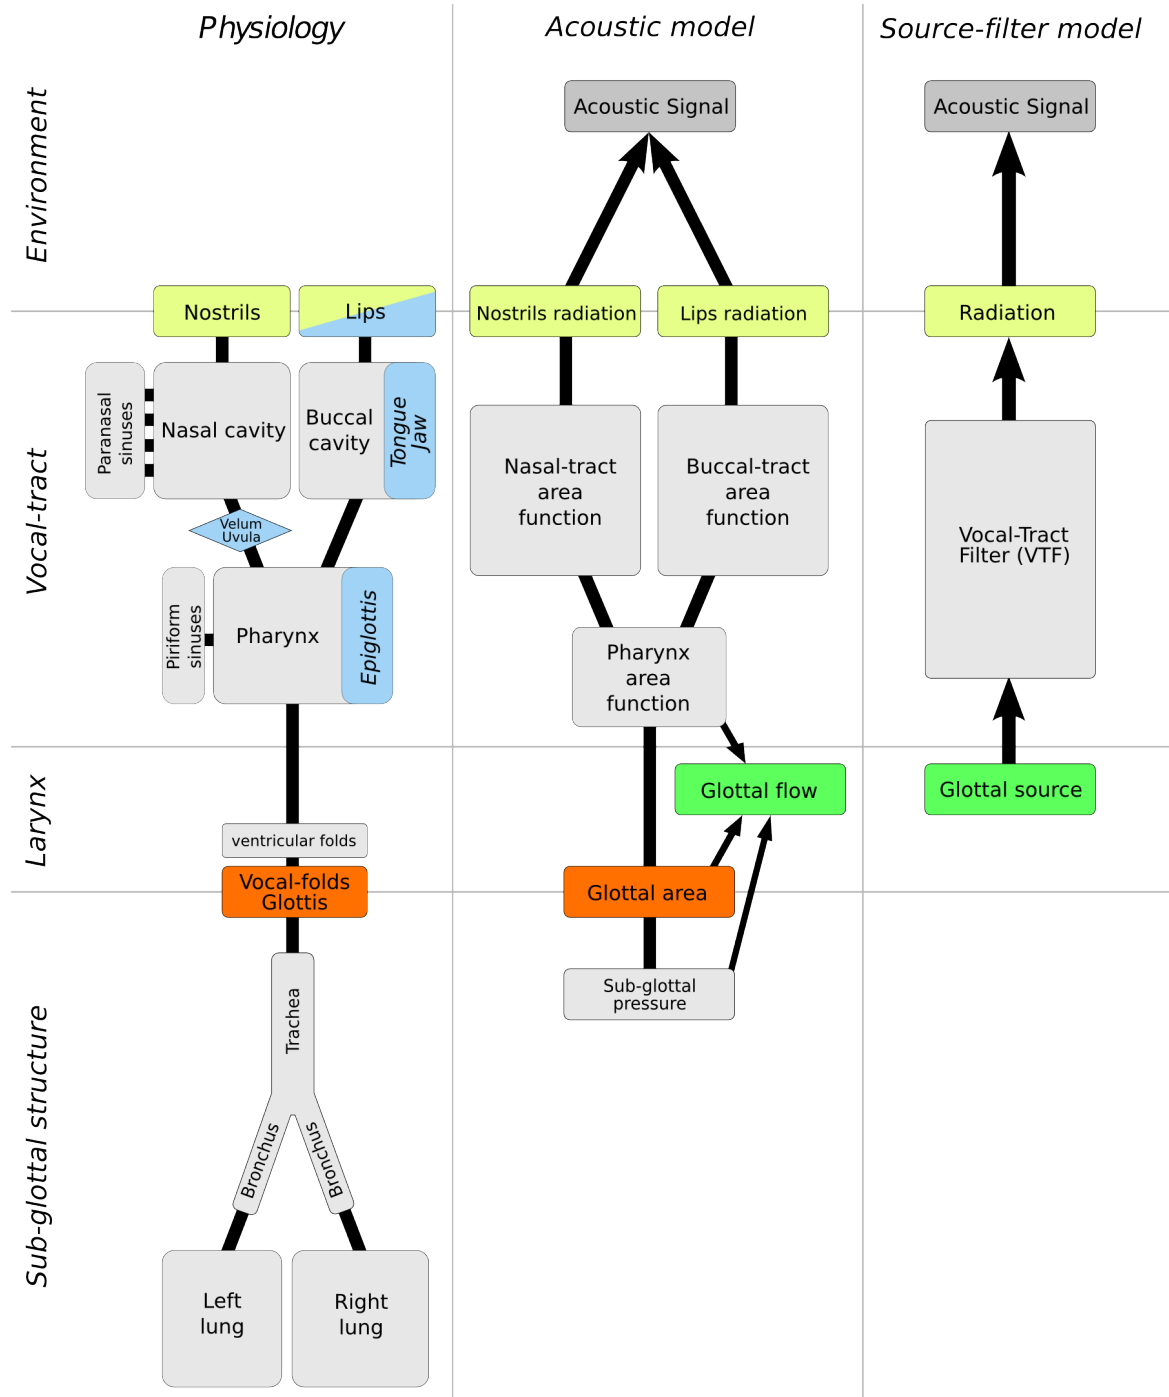 Physiology
Acoustic model
Source-filter model
Environment
Acoustic Signal
Acoustic Signal
Nostrils
Lips
Nostrils radiation
Lips radiation
Radiation
Vocal-tract
Paranasal
sinuses
Nasal cavity
Buccal
cavity
Tongue
Jaw
Nasal-tract
area
function
Buccal-tract
area
function
Vocal-Tract
Filter (VTF)
Velum
Uvula
Piriform
sinuses
Pharynx
Epiglottis
Pharynx
area
function
Larynx
Glottal flow
Glottal source
ventricular folds
Vocal-folds
Glottis
Glottal area
Sub-glottal structure
Sub-glottal
pressure
Trachea
Bronchus
Bronchus
Left
lung
Right
lung